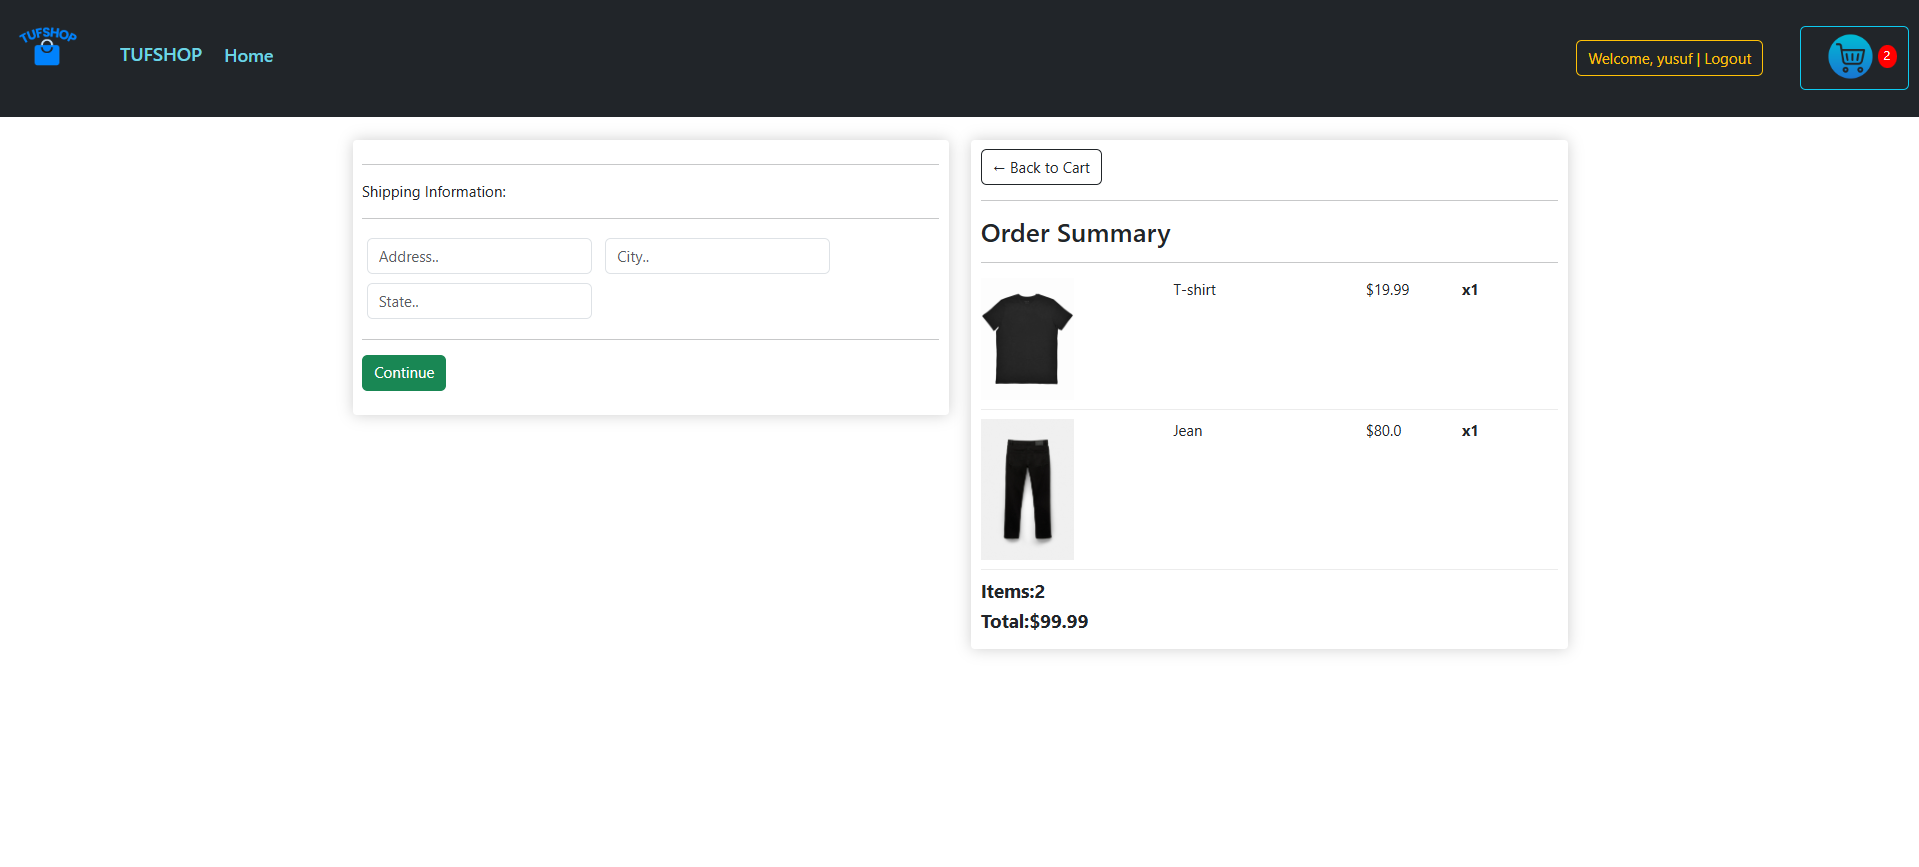 TUFSHOP
TUFSHOP Home
Welcome, yusuf | Logout
2
Shipping Information:
Address.. City..
State..
Continue
← Back to Cart
Order Summary
T-shirt $19.99 x1
Jean $80.0 x1
Items:2
Total:$99.99